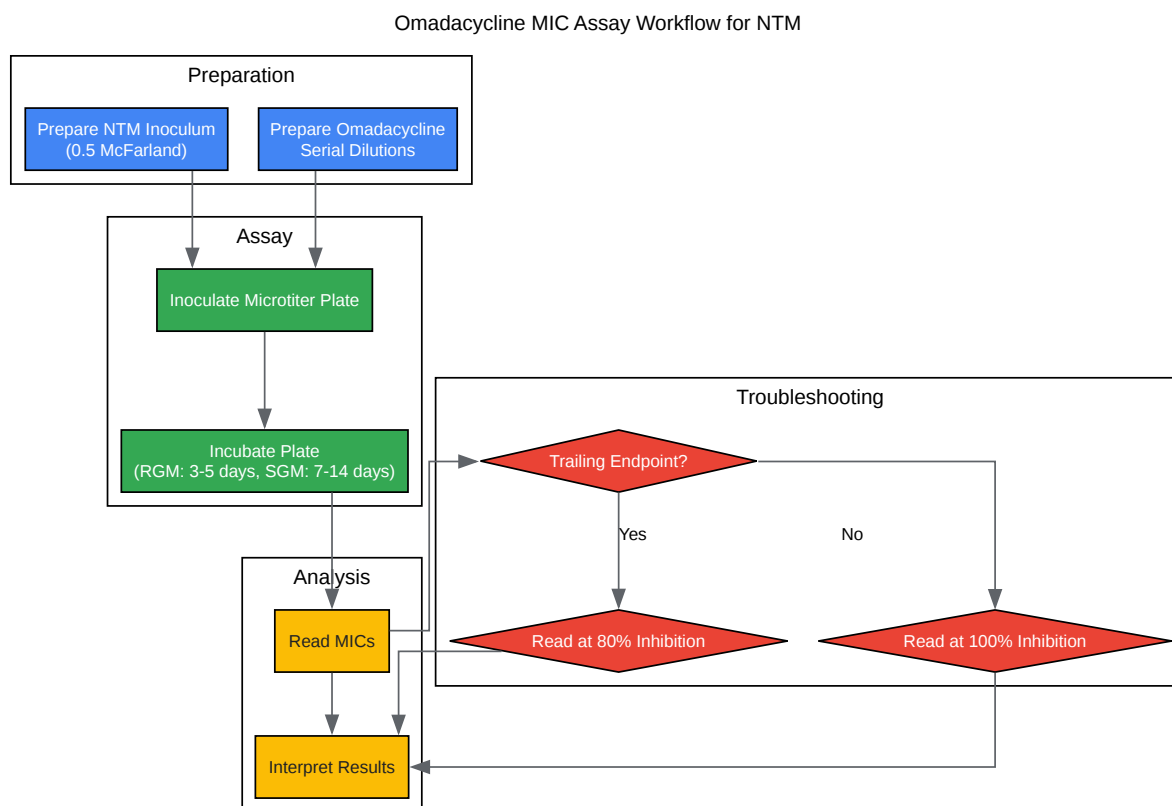 Omadacycline MIC Assay Workflow for NTM
Preparation
Prepare NTM Inoculum
(0.5 McFarland)
Prepare Omadacycline
Serial Dilutions
Assay
Inoculate Microtiter Plate
Incubate Plate
(RGM: 3-5 days, SGM: 7-14 days)
Troubleshooting
Trailing Endpoint?
Yes
No
Read at 80% Inhibition
Read at 100% Inhibition
Analysis
Read MICs
Interpret Results